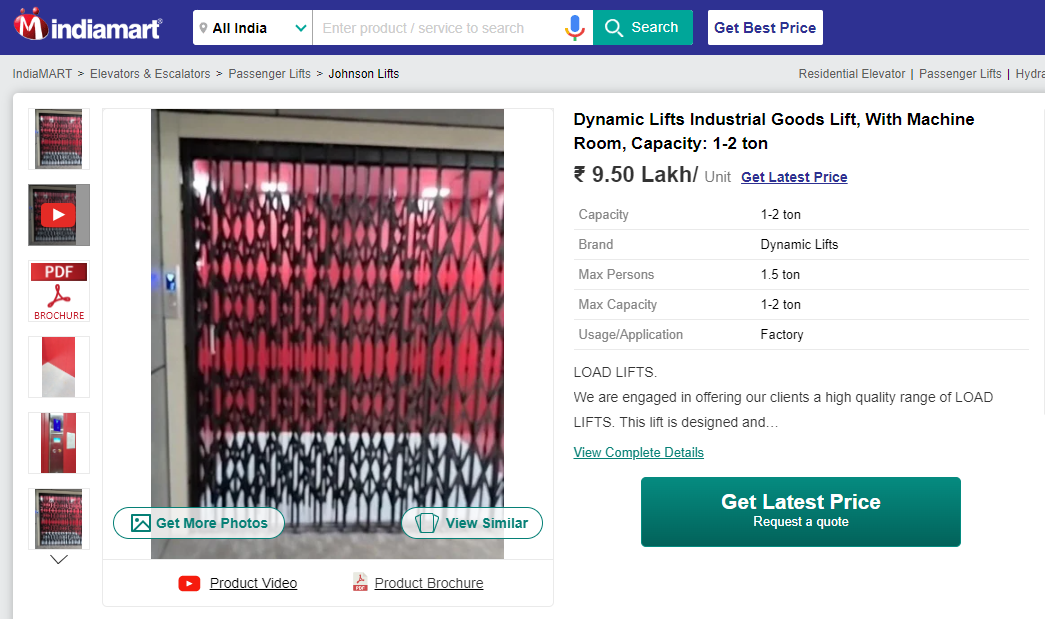 indiamart
All India
Enter product / service to search
Search
Get Best Price
IndiaMART > Elevators & Escalators > Passenger Lifts > Johnson Lifts
Residential Elevator | Passenger Lifts | Hydra
PDF
BROCHURE
Get More Photos
View Similar
Product Video
PDF
Product Brochure
Dynamic Lifts Industrial Goods Lift, With Machine
Room, Capacity: 1-2 ton
₹ 9.50 Lakh/ Unit Get Latest Price
Capacity 1-2 ton
Brand Dynamic Lifts
Max Persons 1.5 ton
Max Capacity 1-2 ton
Usage/Application Factory
LOAD LIFTS.
We are engaged in offering our clients a high quality range of LOAD
LIFTS. This lift is designed and…
View Complete Details
Get Latest Price
Request a quote